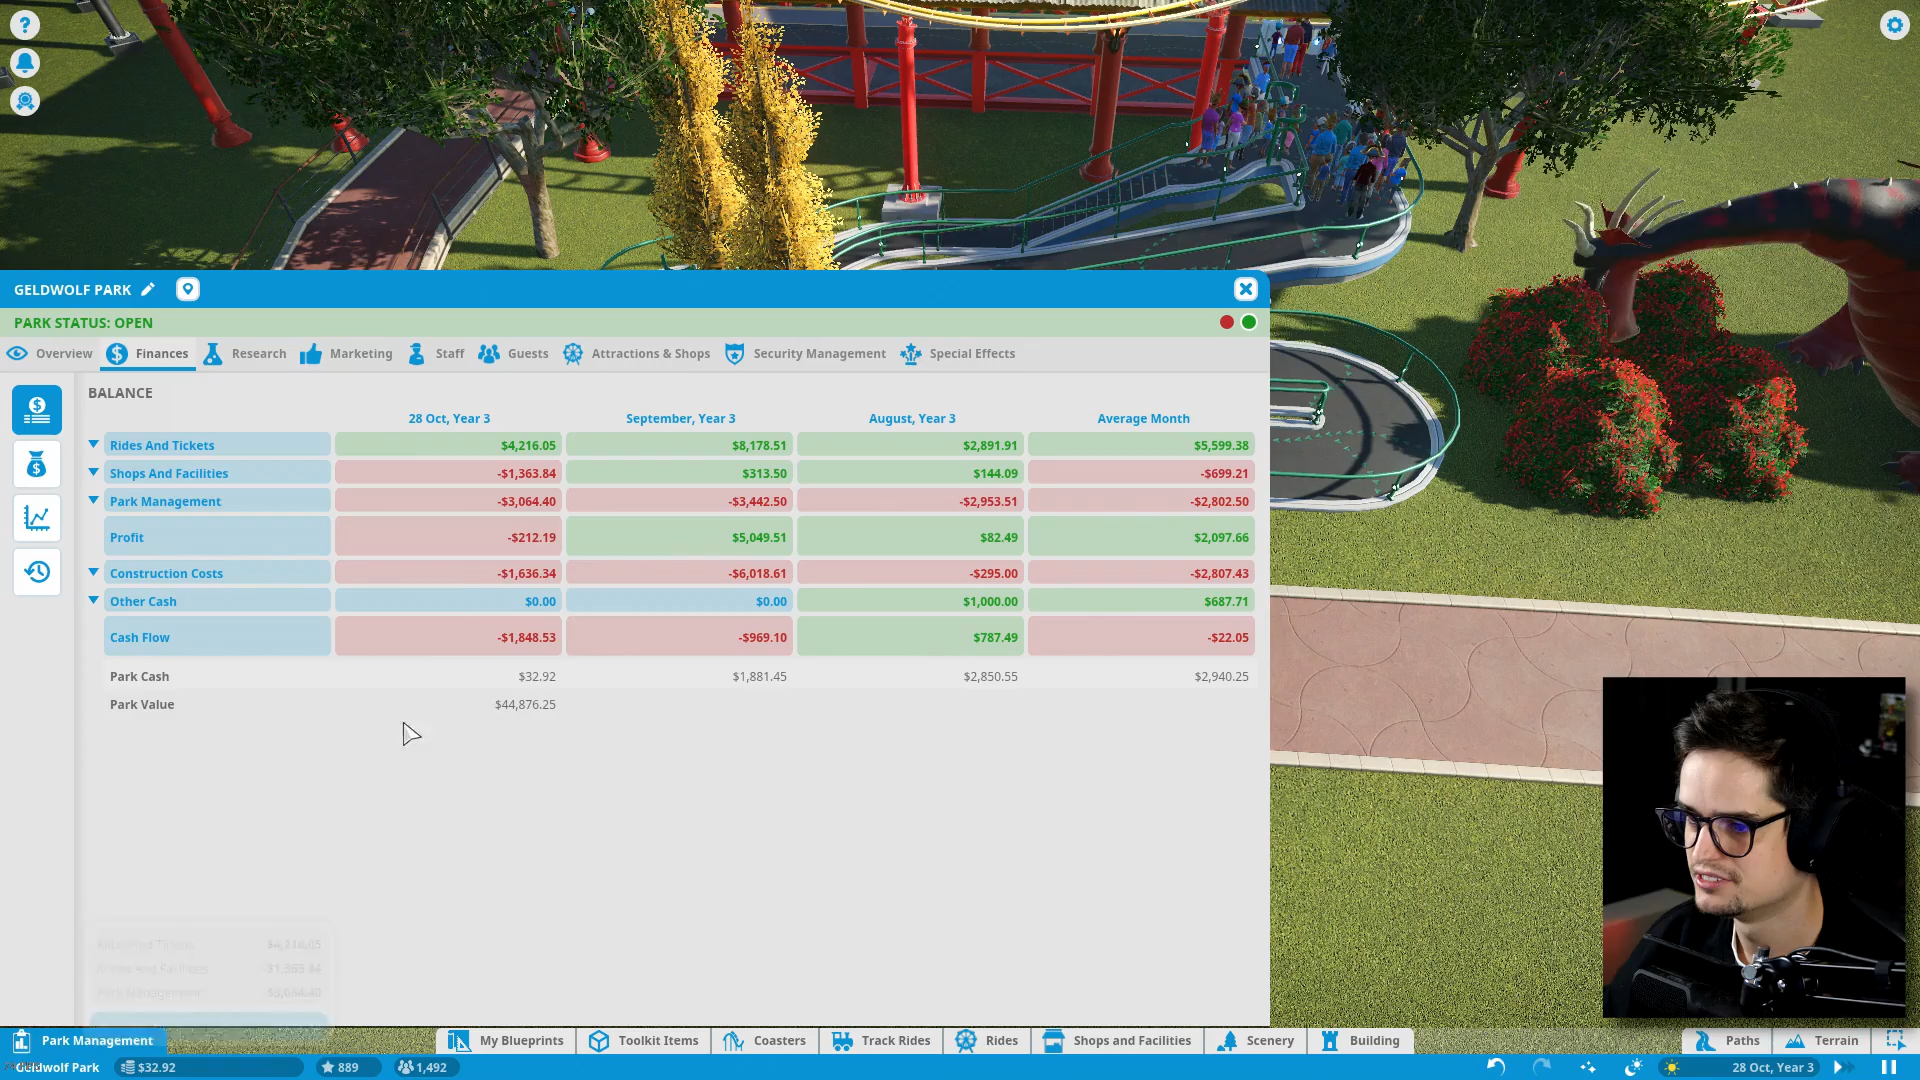 GELDWOLF PARK
PARK STATUS: OPEN
Overview Finances Research Marketing Staff Guests Attractions & Shops Security Management Special Effects
BALANCE
28 Oct, Year 3 September, Year 3 August, Year 3 Average Month
Rides And Tickets $4,216.05 $8,178.51 $2,891.91 $5,599.38
Shops And Facilities -$1,363.84 $313.50 $144.09 -$699.21
Park Management -$3,064.40 -$3,442.50 -$2,953.51 -$2,802.50
Profit -$212.19 $5,049.51 $82.49 $2,097.66
Construction Costs -$1,636.34 -$6,018.61 -$295.00 -$2,807.43
Other Cash $0.00 $0.00 $1,000.00 $687.71
Cash Flow -$1,848.53 -$969.10 $787.49 -$22.05
Park Cash $32.92 $1,881.45 $2,850.55 $2,940.25
Park Value $44,876.25
Park Management My Blueprints Toolkit Items Coasters Track Rides Rides Shops and Facilities Scenery Building Paths Terrain
Geldwolf Park $32.92 889 1,492 28 Oct, Year 3